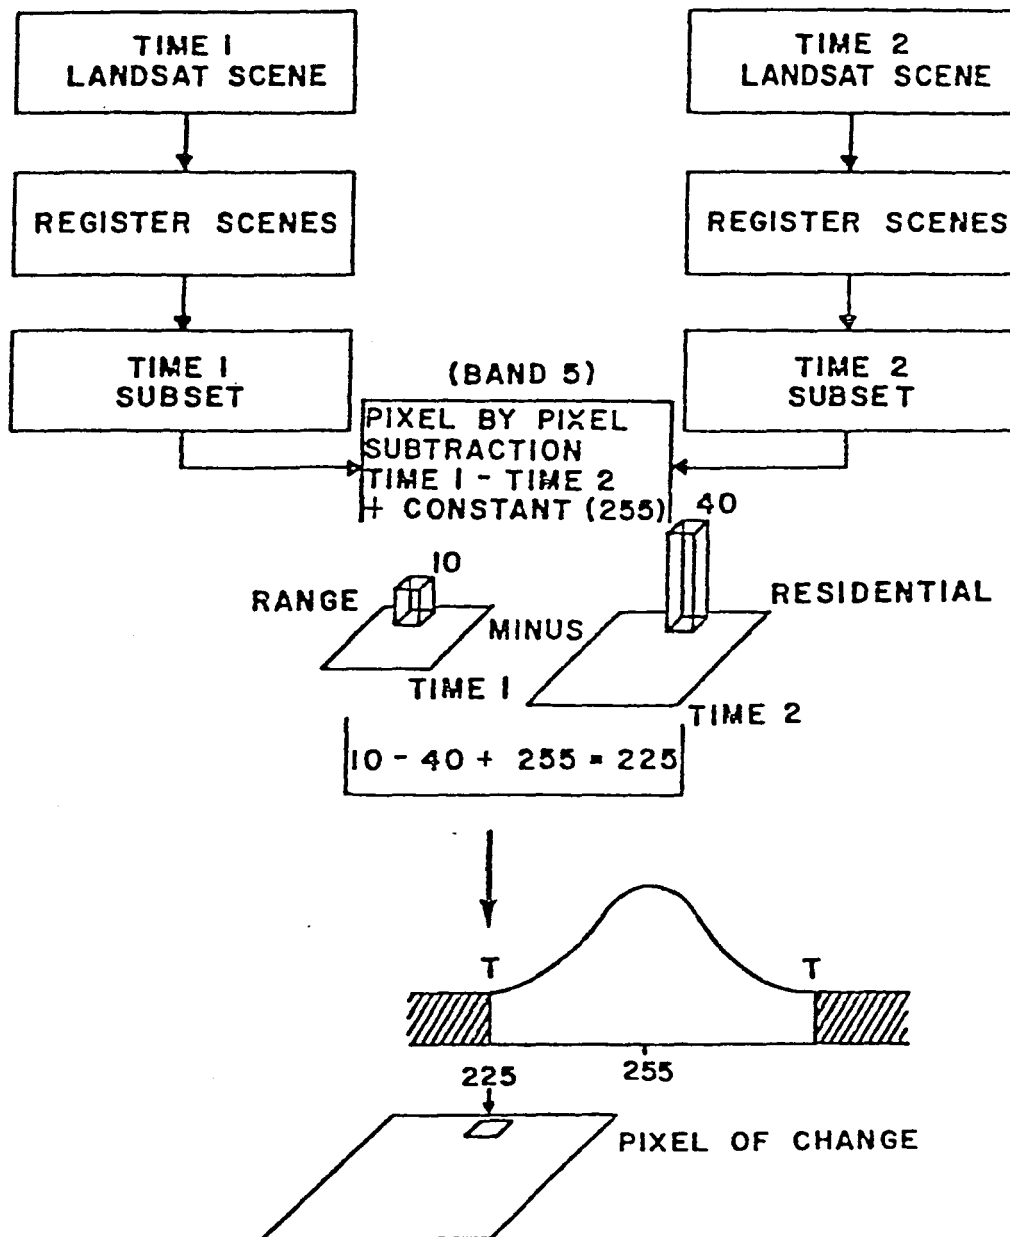 TIME 1
LANDSAT SCENE
TIME 2
LANDSAT SCENE
REGISTER SCENES
REGISTER SCENES
TIME 1
SUBSET
TIME 2
SUBSET
(BAND 5)
PIXEL BY PIXEL
SUBTRACTION
TIME 1 - TIME 2
+ CONSTANT (255)
10
40
RANGE
RESIDENTIAL
MINUS
TIME 1
TIME 2
10 - 40 + 255 = 225
T
T
225
255
PIXEL OF CHANGE